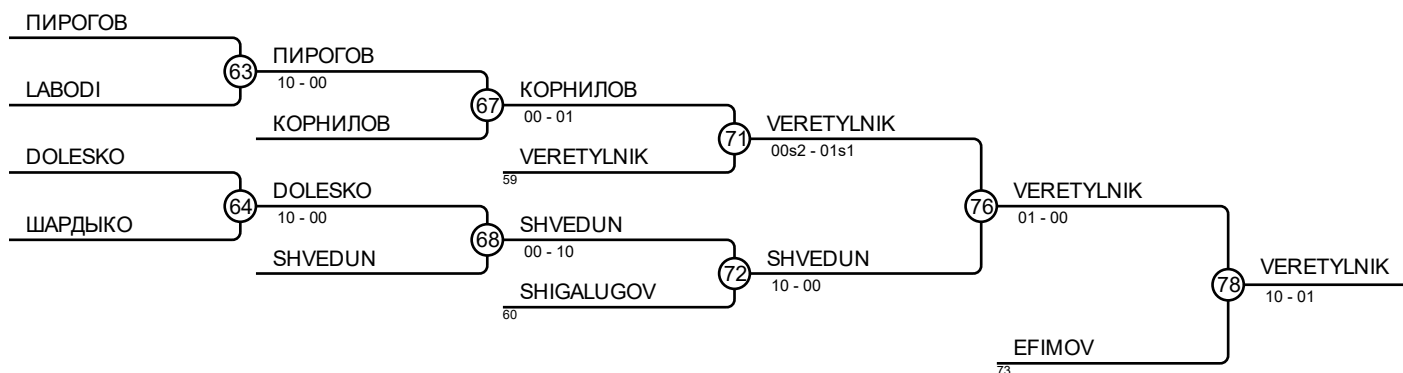 ПИРОГОВ
63
ПИРОГОВ
10 - 00
LABODI
67
КОРНИЛОВ
00 - 01
КОРНИЛОВ
71
VERETYLNIK
00s2 - 01s1
DOLESKO
VERETYLNIK
59
64
DOLESKO
10 - 00
76
VERETYLNIK
01 - 00
ШАРДЫКО
68
SHVEDUN
00 - 10
SHVEDUN
72
SHVEDUN
10 - 00
78
VERETYLNIK
10 - 01
SHIGALUGOV
60
EFIMOV
73